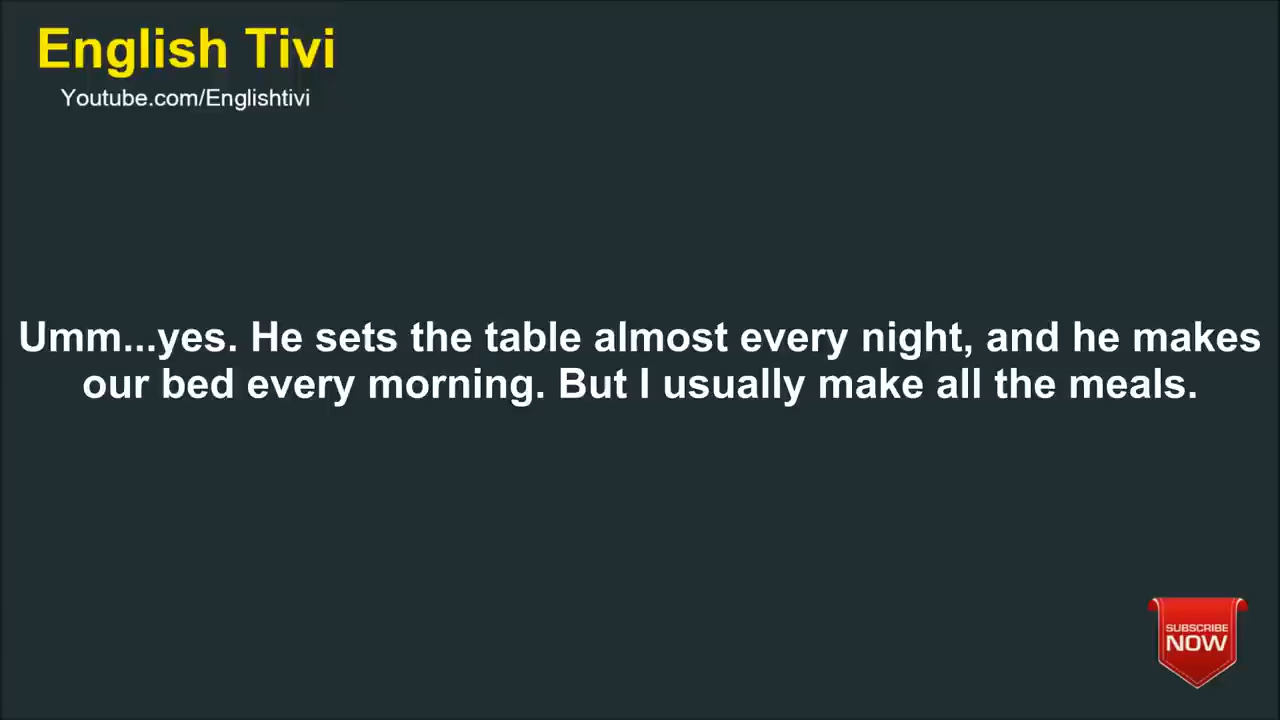 English Tivi
Youtube.com/Englishtivi
Umm...yes. He sets the table almost every night, and he makes
our bed every morning. But I usually make all the meals.
SUBSCRIBE
NOW